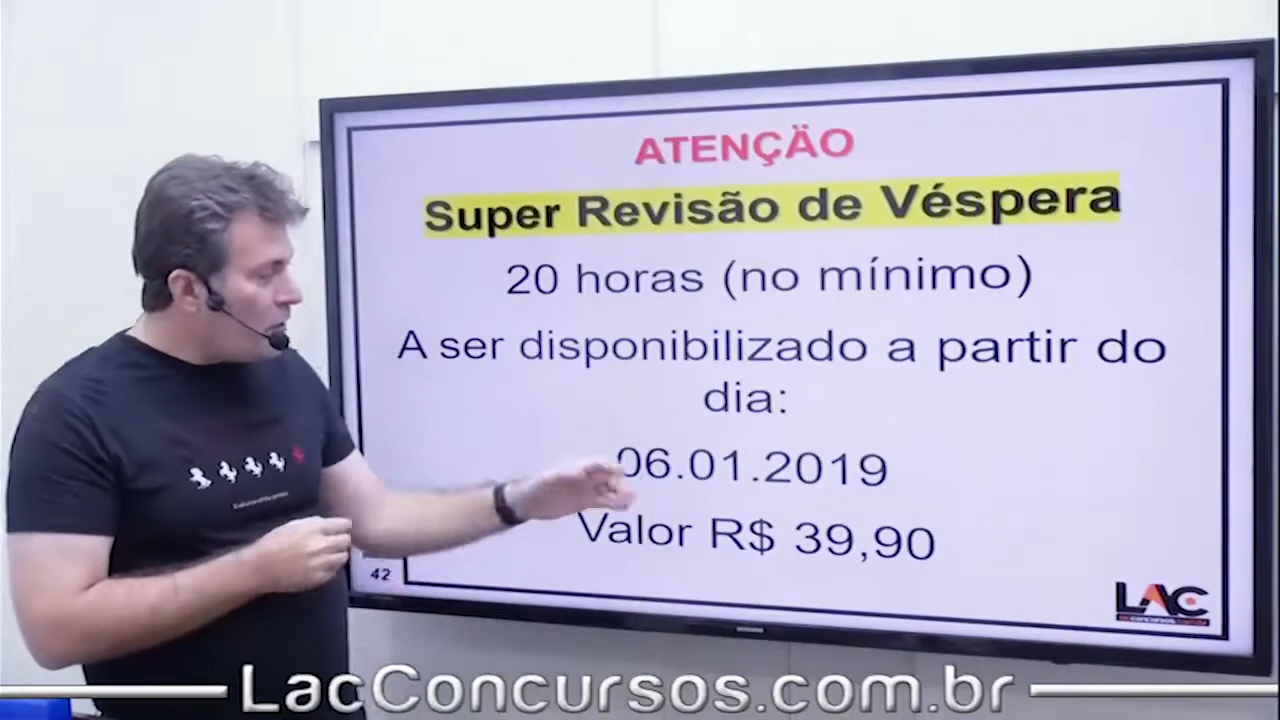 ATENÇÃO
Super Revisão de Véspera
20 horas (no mínimo)
A ser disponibilizado a partir do
dia:
06.01.2019
Valor R$ 39,90
42
LAC
LacConcursos.com.br